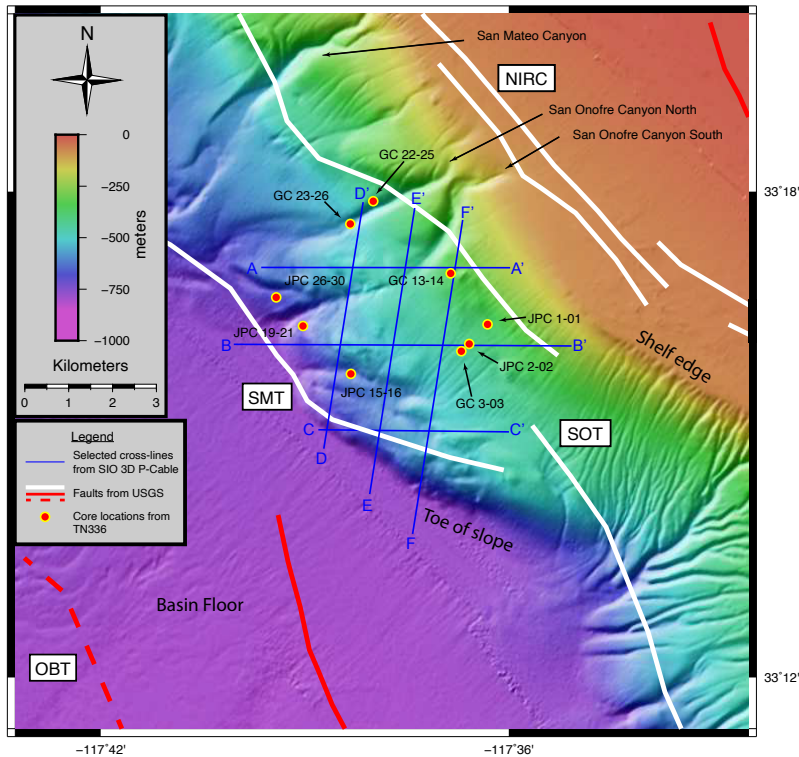 N
0
−250
−500
−750
−1000
meters
Kilometers
0 1 2 3
Legend
Selected cross-lines
from SIO 3D P-Cable
Faults from USGS
Core locations from
TN336
San Mateo Canyon
NIRC
San Onofre Canyon North
San Onofre Canyon South
GC 22-25
GC 23-26
D'
E'
F'
33˚18'
A
A'
JPC 26-30
GC 13-14
JPC 19-21
JPC 1-01
B
B'
JPC 2-02
Shelf edge
JPC 15-16
GC 3-03
SMT
C
C'
SOT
D
E
F
Toe of slope
Basin Floor
OBT
33˚12'
−117˚42'
−117˚36'